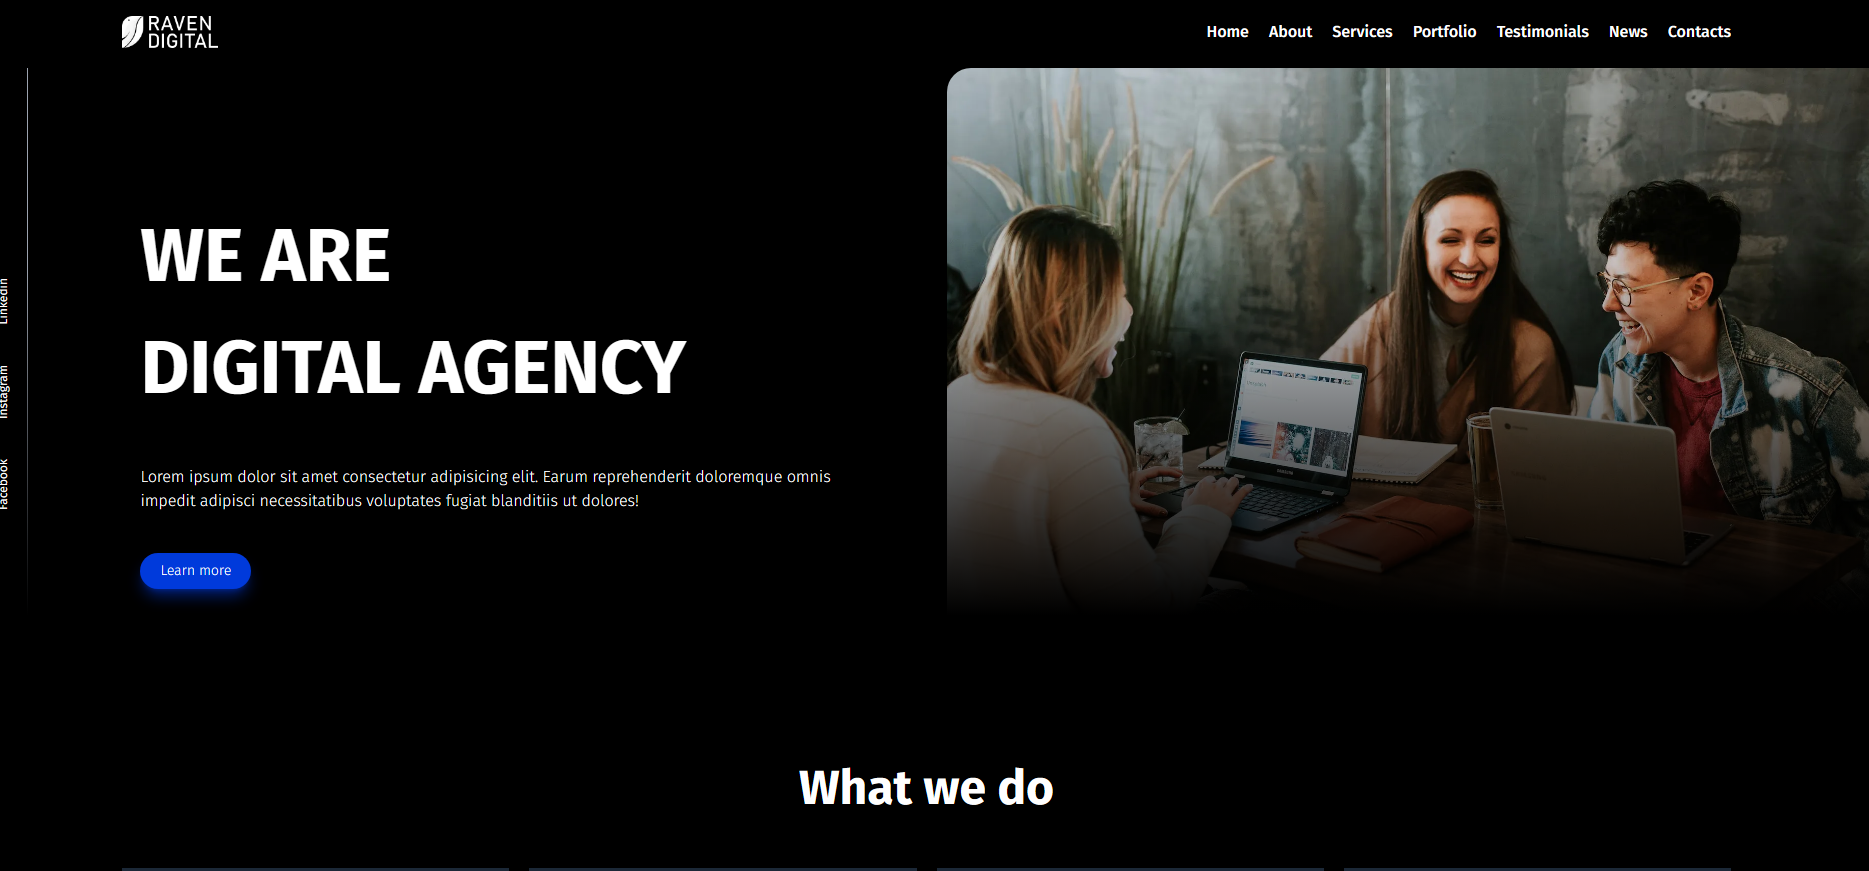 RAVEN
DIGITAL
Home
About
Services
Portfolio
Testimonials
News
Contacts
Linkedin
Instagram
Facebook
WE ARE
DIGITAL AGENCY
Lorem ipsum dolor sit amet consectetur adipisicing elit. Earum reprehenderit doloremque omnis
impedit adipisci necessitatibus voluptates fugiat blanditiis ut dolores!
Learn more
What we do